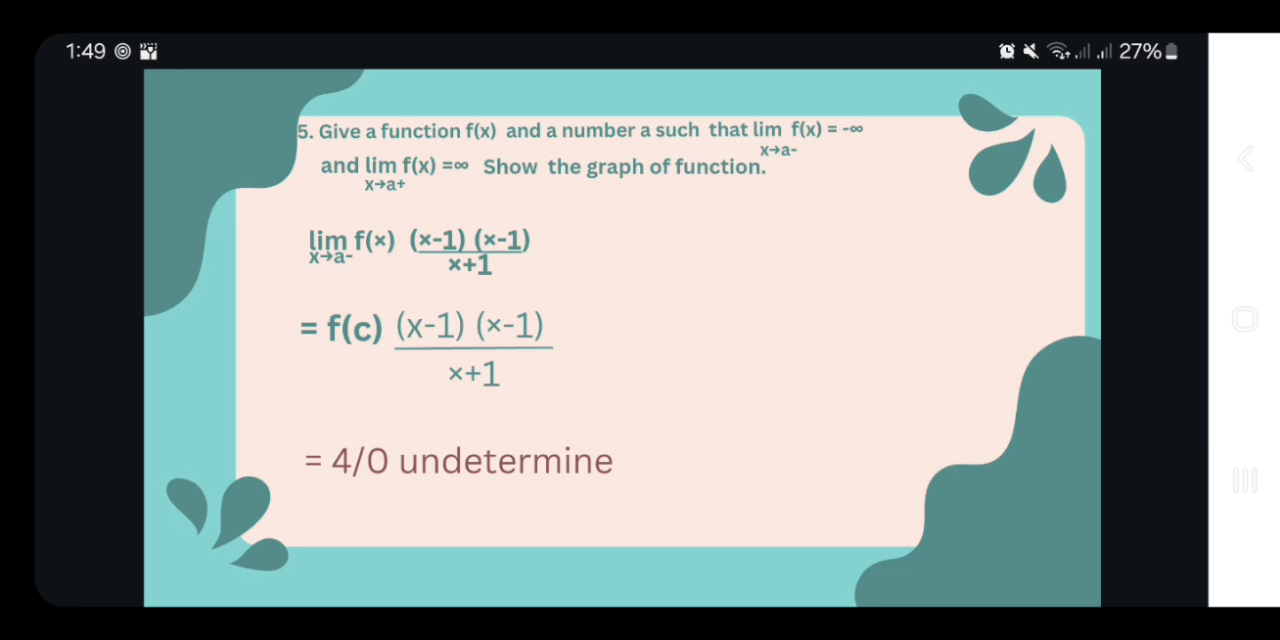 1:49
27%
5. Give a function f(x) and a number a such that lim f(x) = -∞
x→a-
and lim f(x) =∞ Show the graph of function.
x→a+
lim f(×) (×-1) (×-1)
x→a- ×+1
= f(c) (x-1) (×-1)
×+1
= 4/0 undetermine